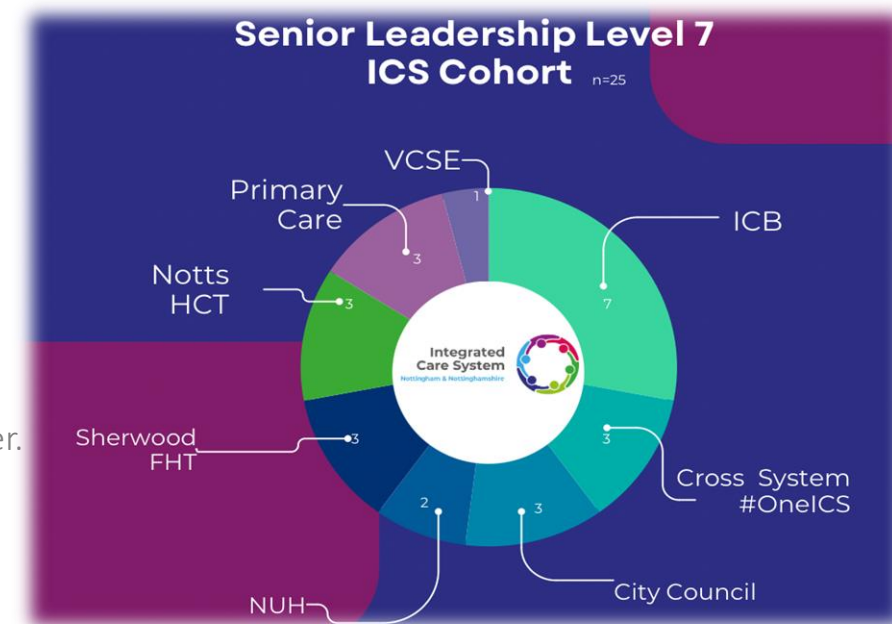 Senior Leadership Level 7
ICS Cohort n=25
VCSE
1
Primary
Care
3
ICB
7
Notts
HCT
3
Integrated
Care System
Nottingham & Nottinghamshire
er.
Sherwood
FHT
3
3
Cross System
#OneICS
2
3
City Council
NUH